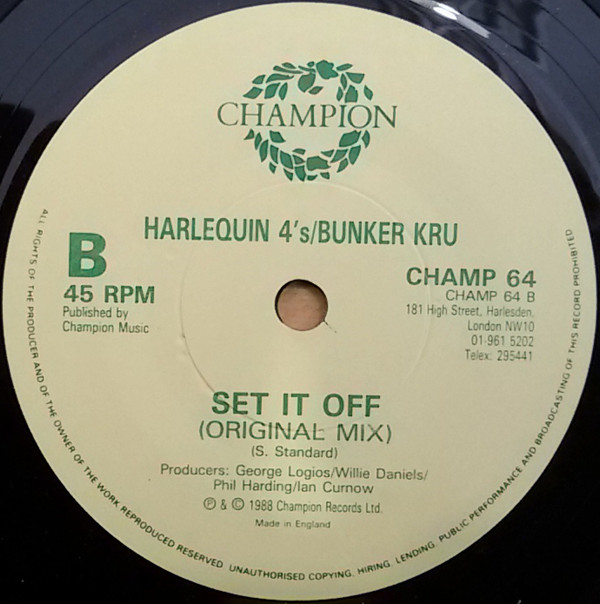 CHAMPION
HARLEQUIN 4's/BUNKER KRU
B
45 RPM
Published by
Champion Music
CHAMP 64
CHAMP 64 B
181 High Street, Harlesden,
London NW10
01-961 5202
Telex: 295441
SET IT OFF
(ORIGINAL MIX)
(S. Standard)
Producers: George Logios/Willie Daniels/
Phil Harding/Ian Curnow
℗ & © 1988 Champion Records Ltd.
Made in England
ALL RIGHTS OF THE PRODUCER AND OF THE OWNER OF THE WORK REPRODUCED RESERVED. UNAUTHORISED COPYING, HIRING, LENDING, PUBLIC PERFORMANCE AND BROADCASTING OF THIS RECORD PROHIBITED